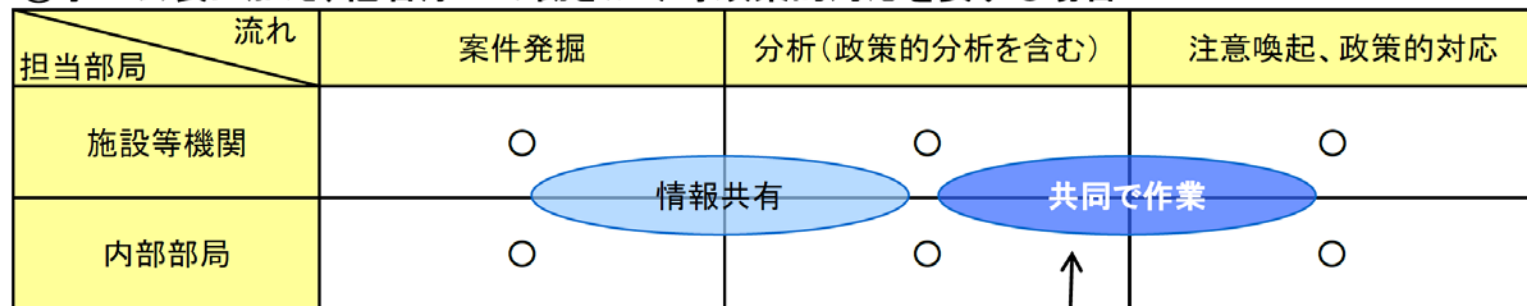 流れ
担当部局
案件発掘
分析(政策的分析を含む)
注意喚起、政策的対応
施設等機関
○
○
○
情報共有
共同で作業
内部部局
○
○
○